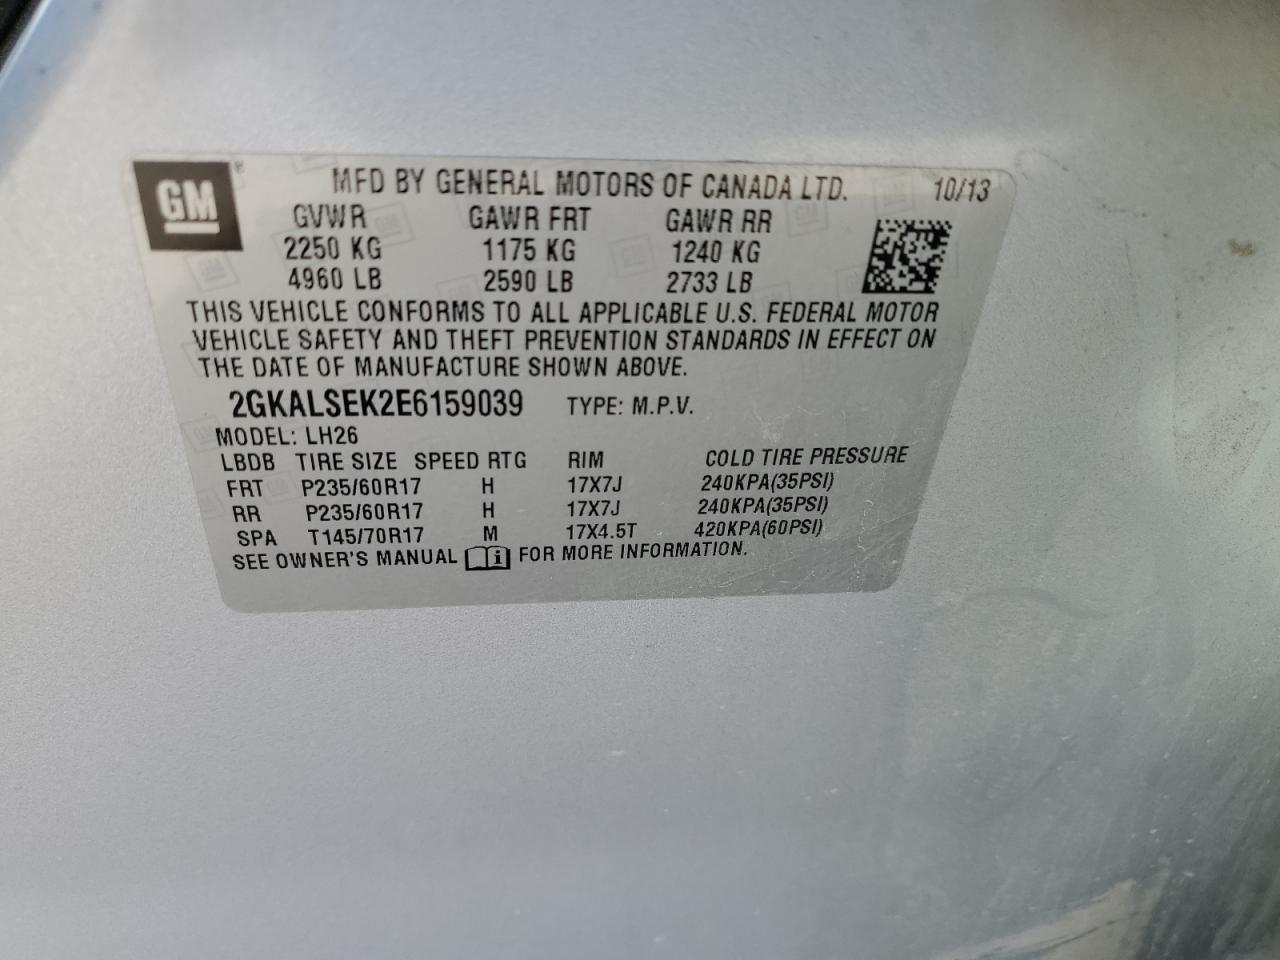 GM® MFD BY GENERAL MOTORS OF CANADA LTD. 10/13
GVWR GAWR FRT GAWR RR
2250 KG 1175 KG 1240 KG
4960 LB 2590 LB 2733 LB
THIS VEHICLE CONFORMS TO ALL APPLICABLE U.S. FEDERAL MOTOR
VEHICLE SAFETY AND THEFT PREVENTION STANDARDS IN EFFECT ON
THE DATE OF MANUFACTURE SHOWN ABOVE.
2GKALSEK2E6159039 TYPE: M.P.V.
MODEL: LH26
LBDB TIRE SIZE SPEED RTG RIM COLD TIRE PRESSURE
FRT P235/60R17 H 17X7J 240KPA(35PSI)
RR P235/60R17 H 17X7J 240KPA(35PSI)
SPA T145/70R17 M 17X4.5T 420KPA(60PSI)
SEE OWNER'S MANUAL i FOR MORE INFORMATION.